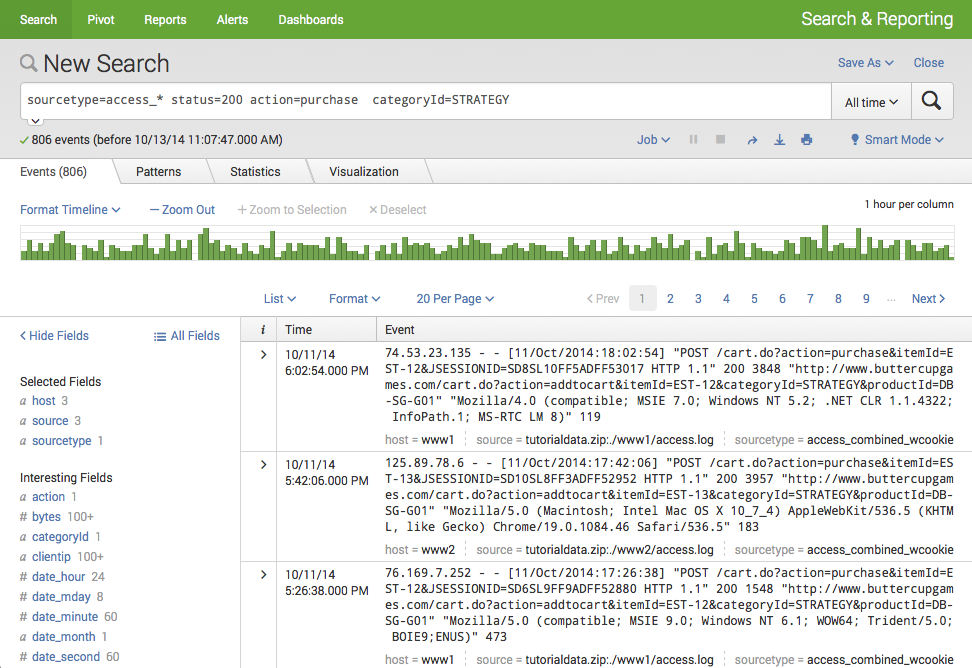 Search Pivot Reports Alerts Dashboards Search & Reporting
New Search Save As Close
sourcetype=access_* status=200 action=purchase  categoryId=STRATEGY All time
806 events (before 10/13/14 11:07:47.000 AM) Job Smart Mode
Events (806) Patterns Statistics Visualization
Format Timeline — Zoom Out + Zoom to Selection × Deselect 1 hour per column
List Format 20 Per Page < Prev 1 2 3 4 5 6 7 8 9 ... Next >
< Hide Fields All Fields
Selected Fields
a host 3
a source 3
a sourcetype 1
Interesting Fields
a action 1
# bytes 100+
a categoryId 1
a clientip 100+
# date_hour 24
# date_mday 8
# date_minute 60
a date_month 1
# date_second 60
i Time Event
> 10/11/14
6:02:54.000 PM
74.53.23.135 - - [11/Oct/2014:18:02:54] "POST /cart.do?action=purchase&itemId=E
ST-12&JSESSIONID=SD8SL10FF5ADFF53017 HTTP 1.1" 200 3848 "http://www.buttercupga
mes.com/cart.do?action=addtocart&itemId=EST-12&categoryId=STRATEGY&productId=DB
-SG-G01" "Mozilla/4.0 (compatible; MSIE 7.0; Windows NT 5.2; .NET CLR 1.1.4322;
InfoPath.1; MS-RTC LM 8)" 119
host = www1 source = tutorialdata.zip:./www1/access.log sourcetype = access_combined_wcookie
> 10/11/14
5:42:06.000 PM
125.89.78.6 - - [11/Oct/2014:17:42:06] "POST /cart.do?action=purchase&itemId=ES
T-13&JSESSIONID=SD10SL8FF3ADFF52952 HTTP 1.1" 200 3957 "http://www.buttercupgam
es.com/cart.do?action=addtocart&itemId=EST-13&categoryId=STRATEGY&productId=DB-
SG-G01" "Mozilla/5.0 (Macintosh; Intel Mac OS X 10_7_4) AppleWebKit/536.5 (KHTM
L, like Gecko) Chrome/19.0.1084.46 Safari/536.5" 183
host = www2 source = tutorialdata.zip:./www2/access.log sourcetype = access_combined_wcookie
> 10/11/14
5:26:38.000 PM
76.169.7.252 - - [11/Oct/2014:17:26:38] "POST /cart.do?action=purchase&itemId=E
ST-12&JSESSIONID=SD6SL9FF9ADFF52880 HTTP 1.1" 200 1548 "http://www.buttercupgam
es.com/cart.do?action=addtocart&itemId=EST-12&categoryId=STRATEGY&productId=DB-
SG-G01" "Mozilla/5.0 (compatible; MSIE 9.0; Windows NT 6.1; WOW64; Trident/5.0;
BOIE9;ENUS)" 473
host = www1 source = tutorialdata.zip:./www1/access.log sourcetype = access_combined_wcookie